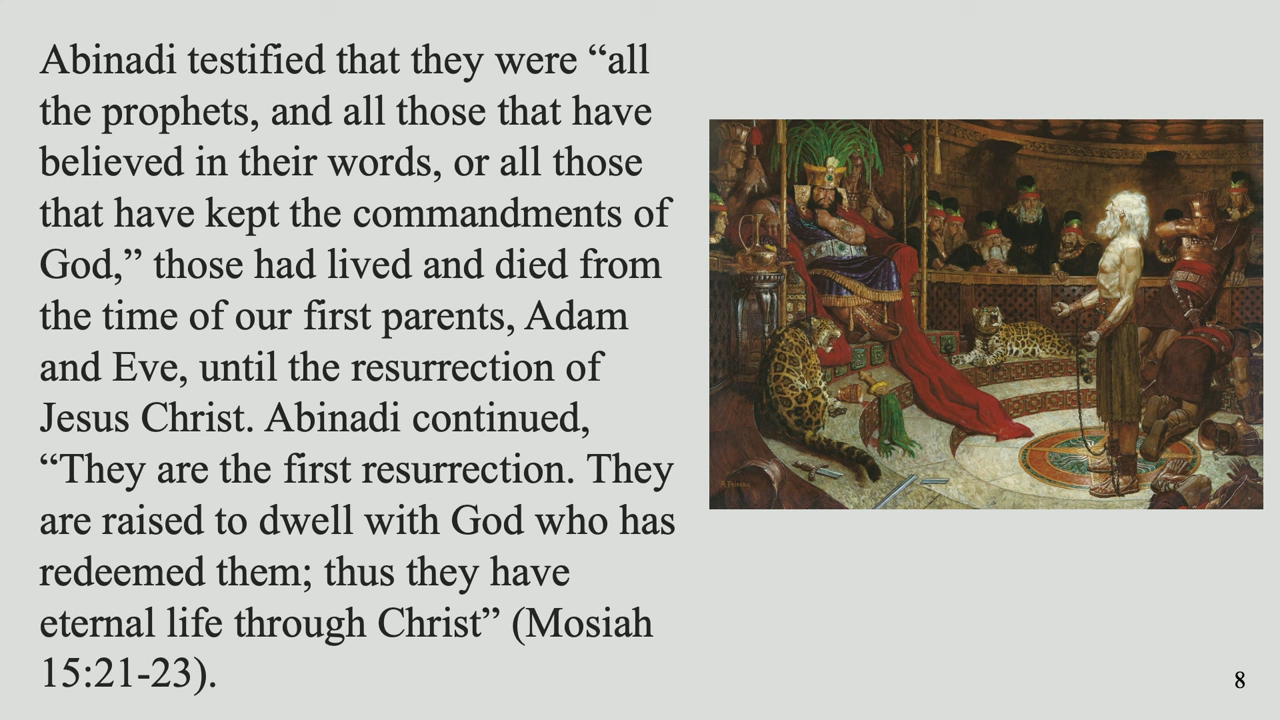 Abinadi testified that they were “all
the prophets, and all those that have
believed in their words, or all those
that have kept the commandments of
God,” those had lived and died from
the time of our first parents, Adam
and Eve, until the resurrection of
Jesus Christ. Abinadi continued,
“They are the first resurrection. They
are raised to dwell with God who has
redeemed them; thus they have
eternal life through Christ” (Mosiah
15:21-23).
8